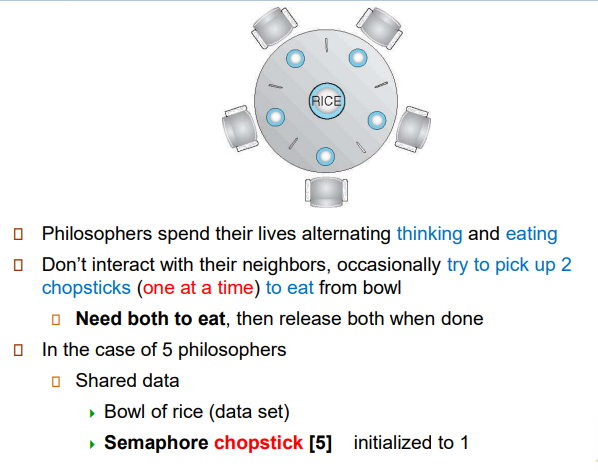 RICE
Philosophers spend their lives alternating thinking and eating
Don’t interact with their neighbors, occasionally try to pick up 2
chopsticks (one at a time) to eat from bowl
Need both to eat, then release both when done
In the case of 5 philosophers
Shared data
Bowl of rice (data set)
Semaphore chopstick [5] initialized to 1